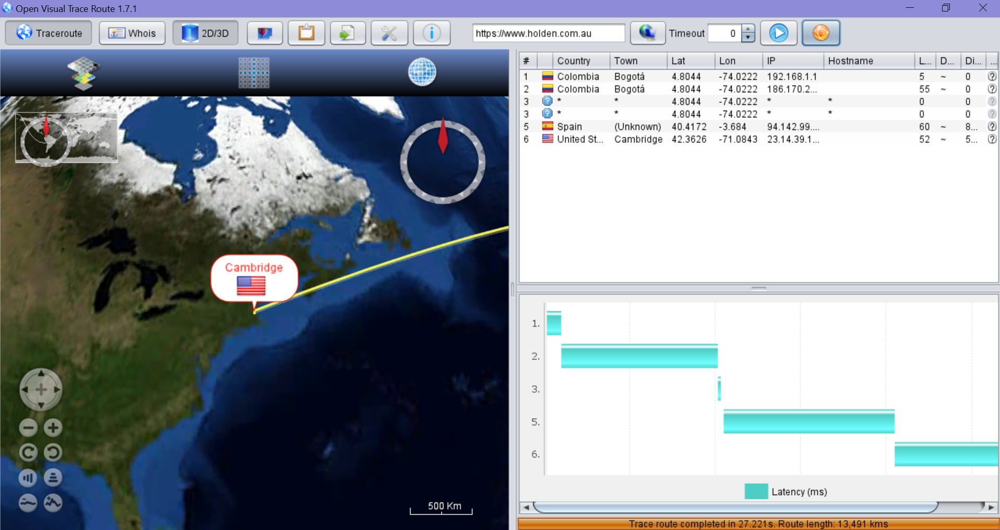 Open Visual Trace Route 1.7.1
Traceroute Whois 2D/3D https://www.holden.com.au Timeout 0
# Country Town Lat Lon IP Hostname L... D... Di... ...
1 Colombia Bogotá 4.8044 -74.0222 192.168.1.1 5 ~ 0
2 Colombia Bogotá 4.8044 -74.0222 186.170.2... 55 ~ 0
3 * * 4.8044 -74.0222 * * 0 0
3 * * 4.8044 -74.0222 * * 0 0
5 Spain (Unknown) 40.4172 -3.684 94.142.99.... 60 ~ 8...
6 United St... Cambridge 42.3626 -71.0843 23.14.39.1... 52 ~ 5...
Cambridge
500 Km
1.
2.
3.
5.
6.
Latency (ms)
Trace route completed in 27.221s. Route length: 13,491 kms